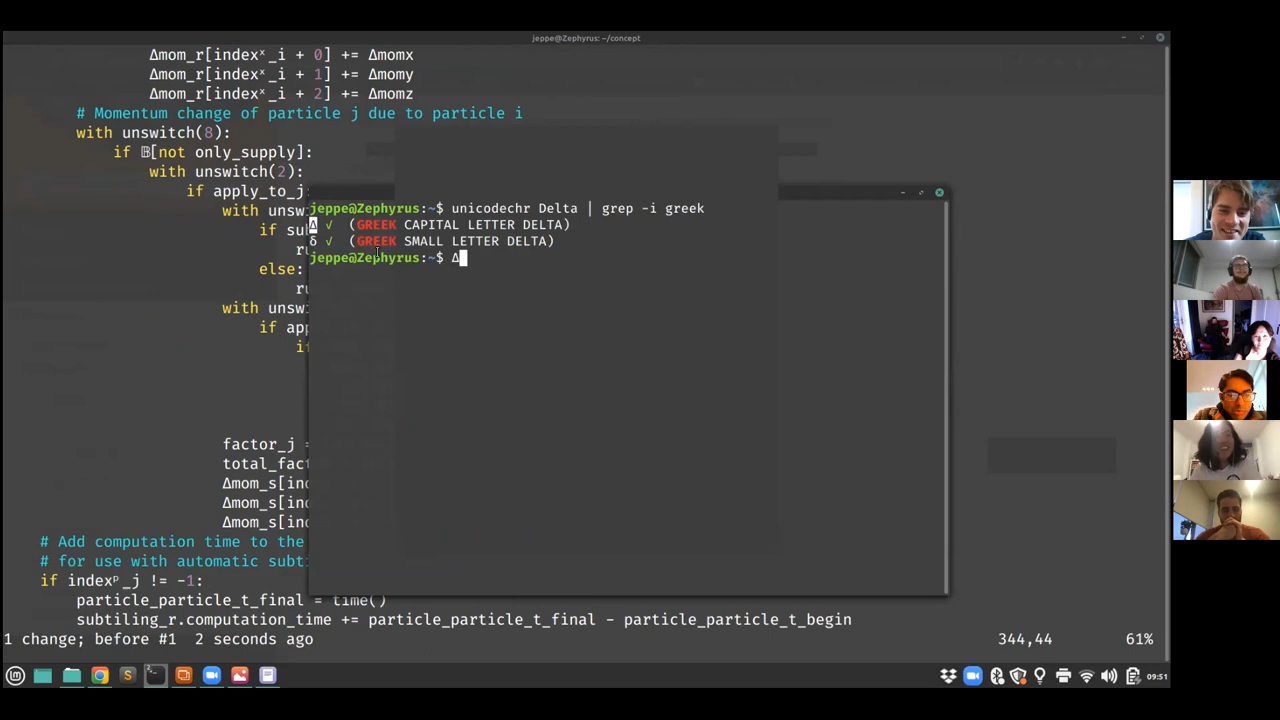 jeppe@Zephyrus: ~/concept
Δmom_r[indexˣ_i + 0] += Δmomx
Δmom_r[indexˣ_i + 1] += Δmomy
Δmom_r[indexˣ_i + 2] += Δmomz
# Momentum change of particle j due to particle i
with unswitch(8):
if 𝔹[not only_supply]:
with unswitch(2):
if apply_to_j
with unsw
if su
r
else:
r
with unsw
if ap
if
factor_j =
total_fact
Δmom_s[ind
Δmom_s[ind
Δmom_s[ind
# Add computation time to the
# for use with automatic subti
if indexᵖ_j != -1:
particle_particle_t_final = time()
subtiling_r.computation_time += particle_particle_t_final - particle_particle_t_begin
1 change; before #1 2 seconds ago 344,44 61%
jeppe@Zephyrus:~$ unicodechr Delta | grep -i greek
Δ √ (GREEK CAPITAL LETTER DELTA)
δ √ (GREEK SMALL LETTER DELTA)
jeppe@Zephyrus:~$ Δ
09:51